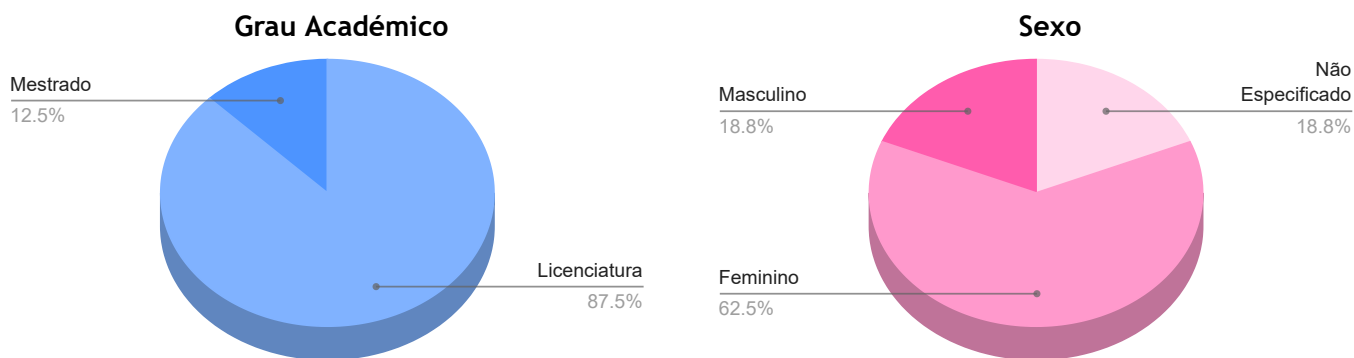 Grau Académico
Mestrado
12.5%
Licenciatura
87.5%
Sexo
Masculino
18.8%
Não
Especificado
18.8%
Feminino
62.5%